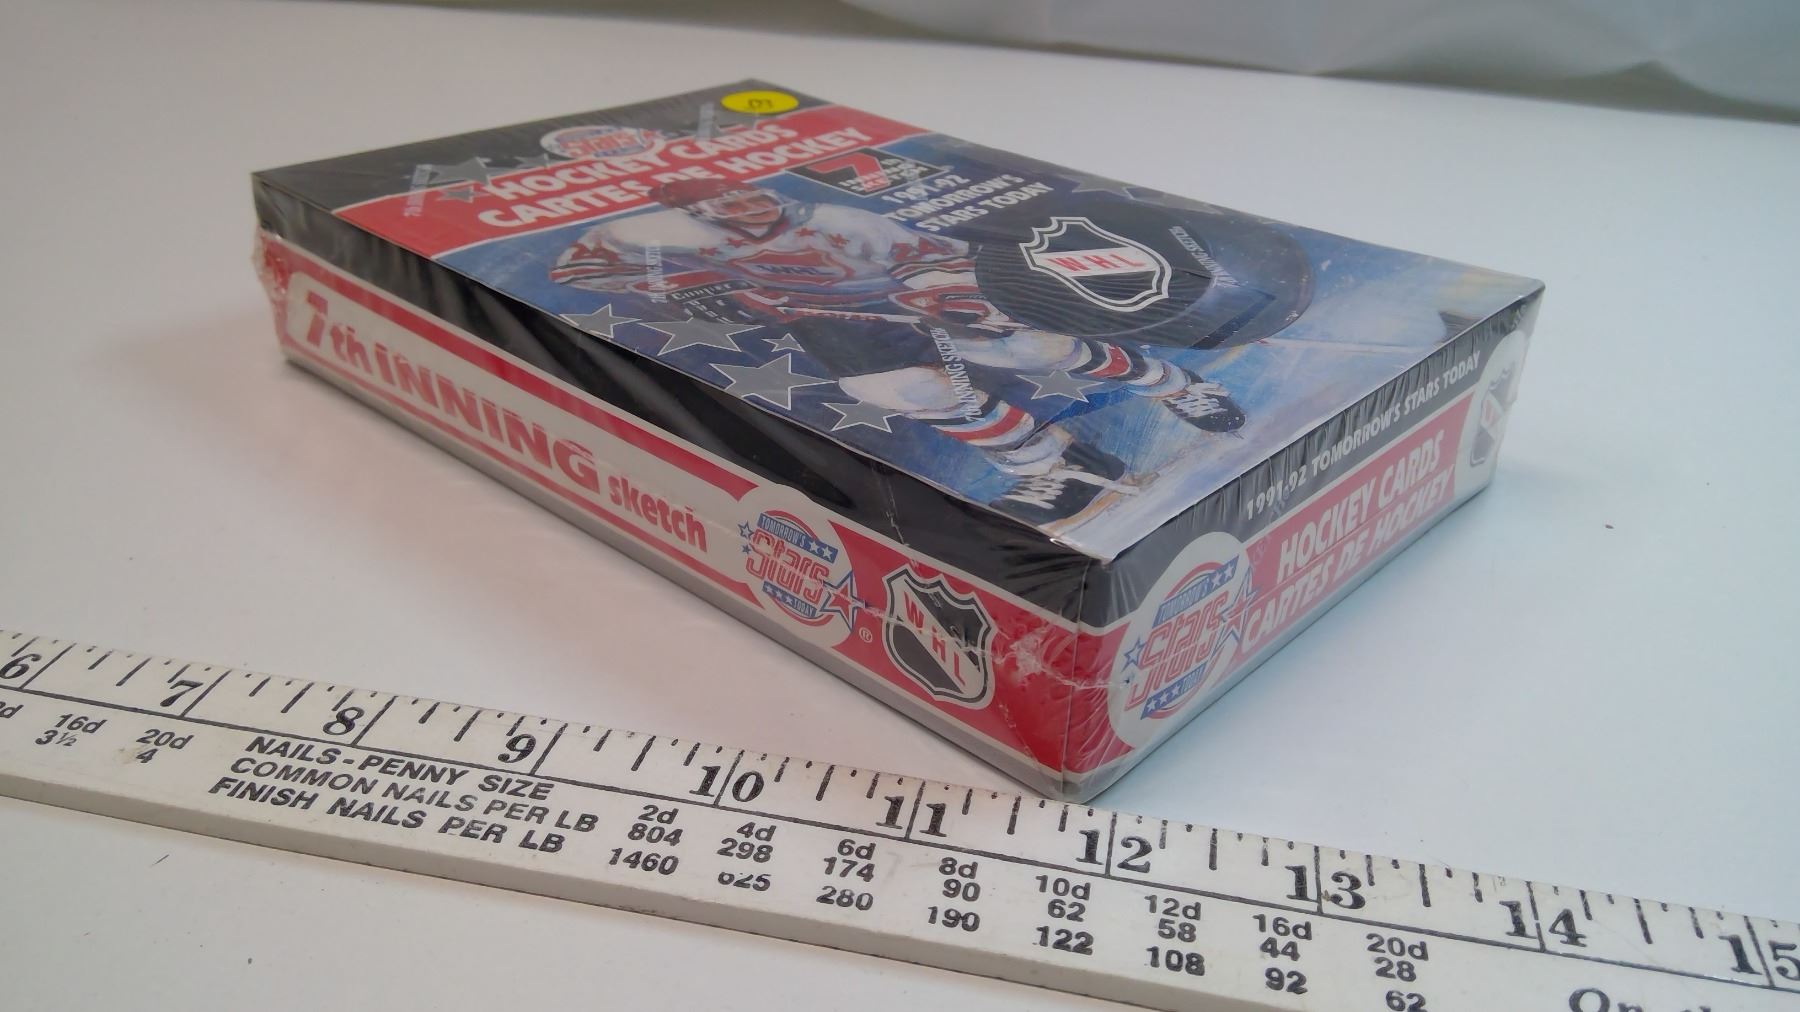 .03
Stars
HOCKEY CARDS
CARTES DE HOCKEY
7
1991-92
TOMORROW'S
STARS TODAY
WHL
WHL
Cooper
7th INNING SKETCH
7th INNING sketch
TOMORROW'S
Stars
TODAY
®
WHL
1991-92 TOMORROW'S STARS TODAY
HOCKEY CARDS
CARTES DE HOCKEY
TOMORROW'S
Stars
TODAY
6 7 8 9 10 11 12 13 14 15
16d 20d
3½ 4
NAILS-PENNY SIZE 2d 4d 6d 8d 10d 12d 16d 20d
COMMON NAILS PER LB 804 298 174 90 62 58 44 28
FINISH NAILS PER LB 1460 625 280 190 122 108 92 62